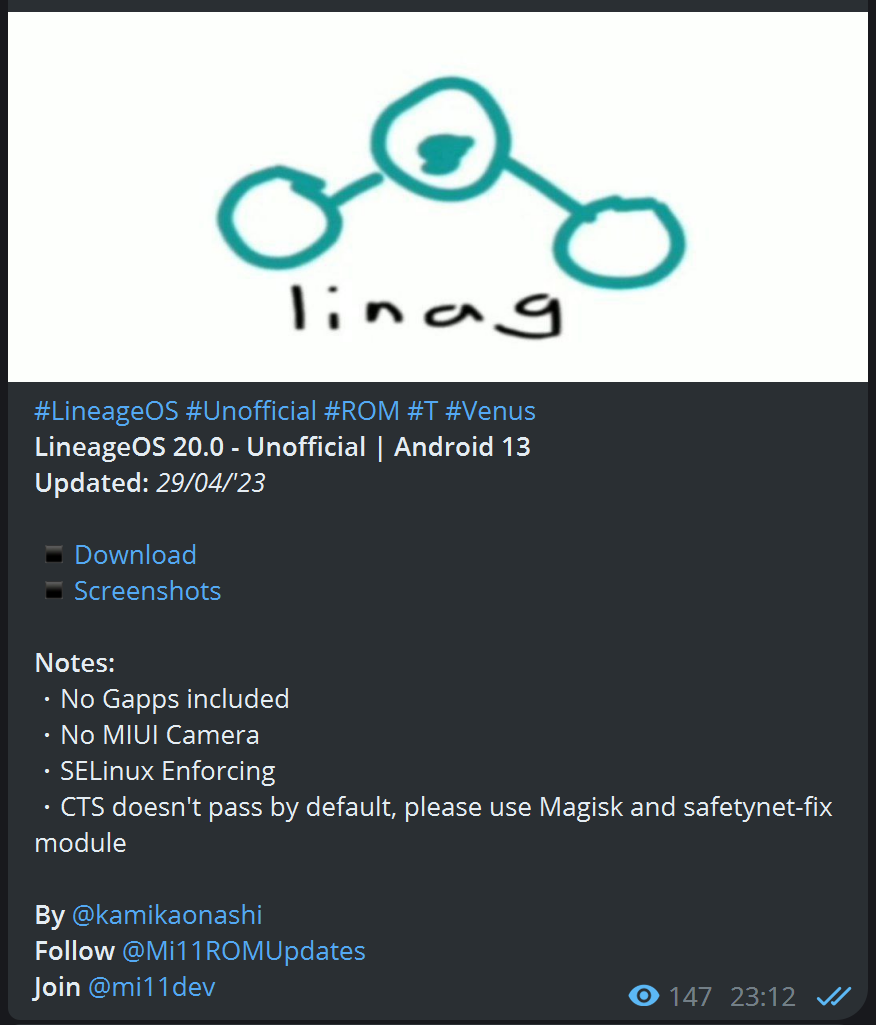 linag
#LineageOS #Unofficial #ROM #T #Venus
LineageOS 20.0 - Unofficial | Android 13
Updated: 29/04/'23
▪ Download
▪ Screenshots
Notes:
· No Gapps included
· No MIUI Camera
· SELinux Enforcing
· CTS doesn't pass by default, please use Magisk and safetynet-fix
module
By @kamikaonashi
Follow @Mi11ROMUpdates
Join @mi11dev
147 23:12